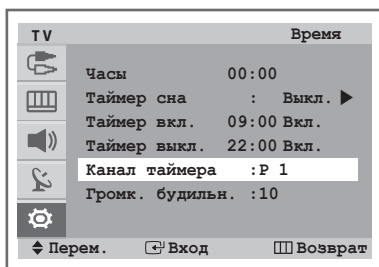 TV Время
Часы 00:00
Таймер сна : Выкл.
Таймер вкл. 09:00 Вкл.
Таймер выкл. 22:00 Вкл.
Канал таймера :P 1
Громк. будильн. :10
Перем. Вход Возврат